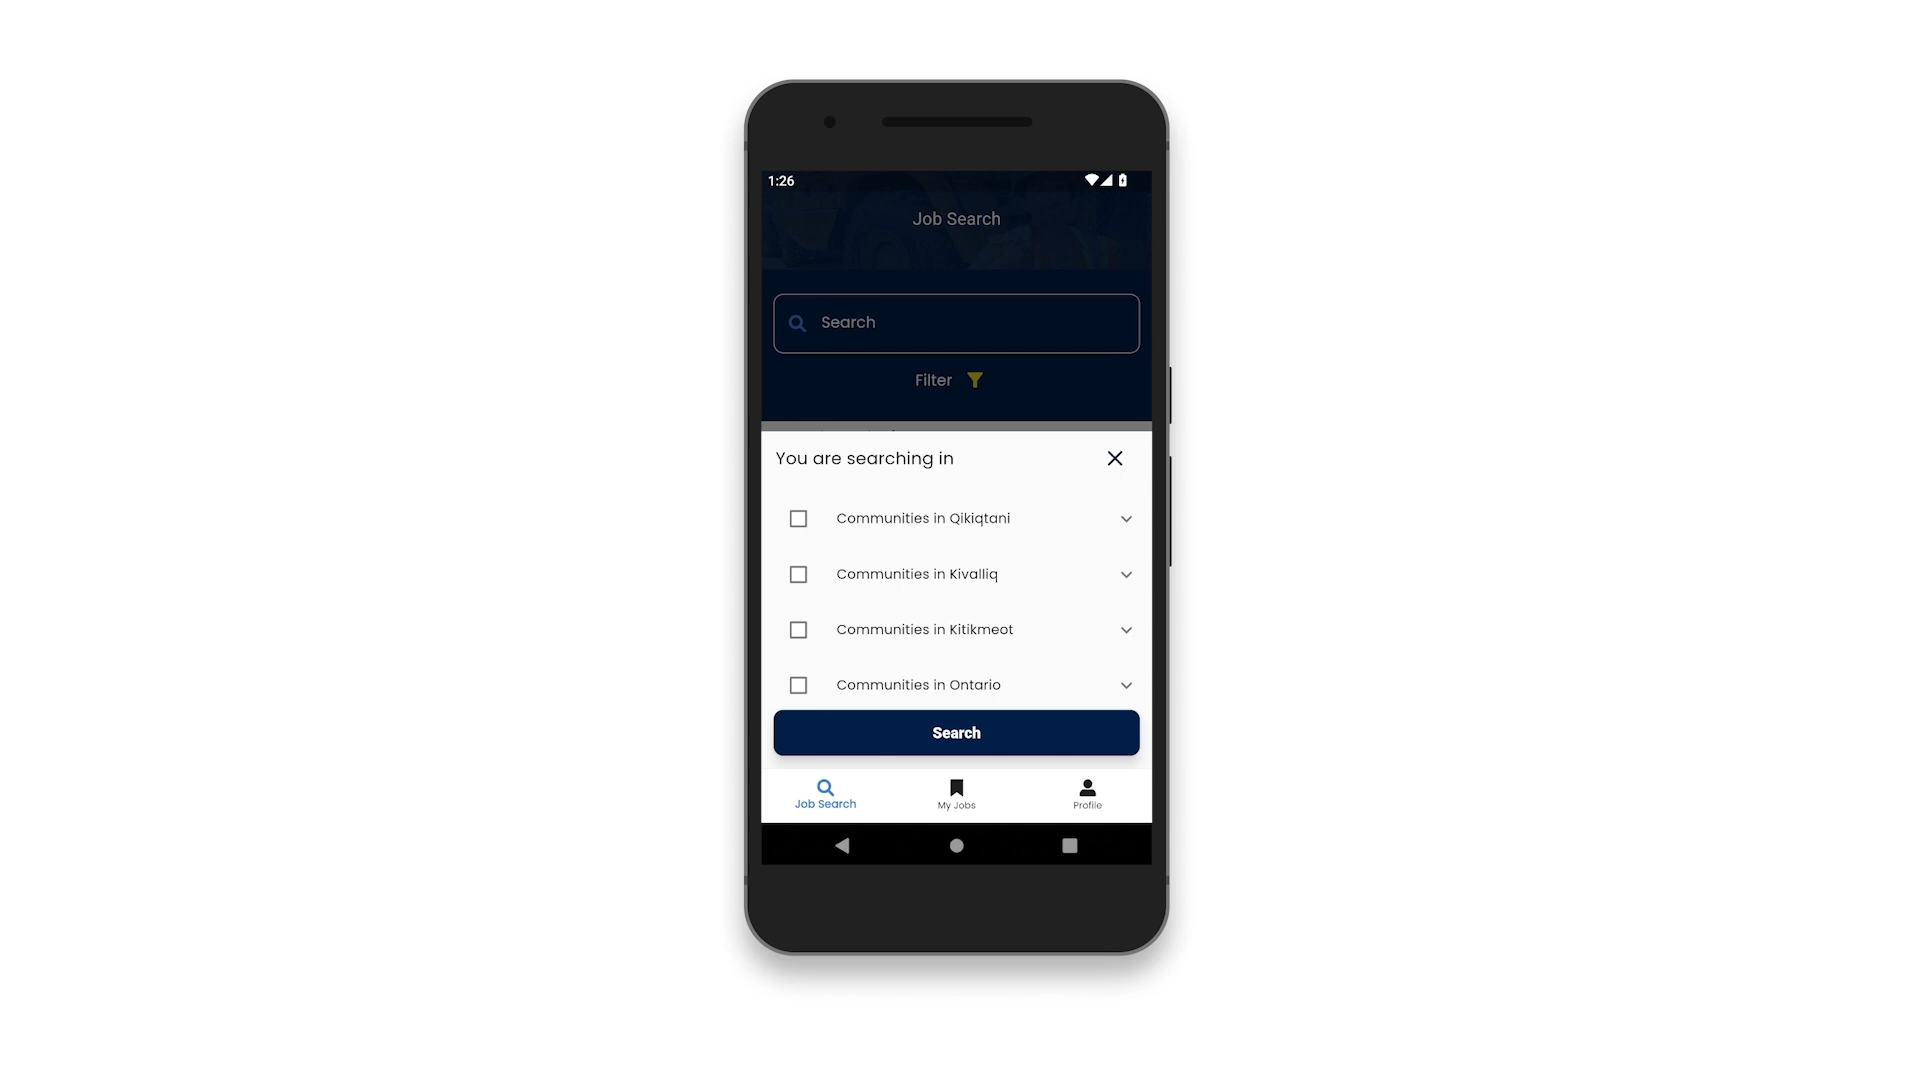 1:26
Job Search
Search
Filter
You are searching in
Communities in Qikiqtani
Communities in Kivalliq
Communities in Kitikmeot
Communities in Ontario
Search
Job Search
My Jobs
Profile